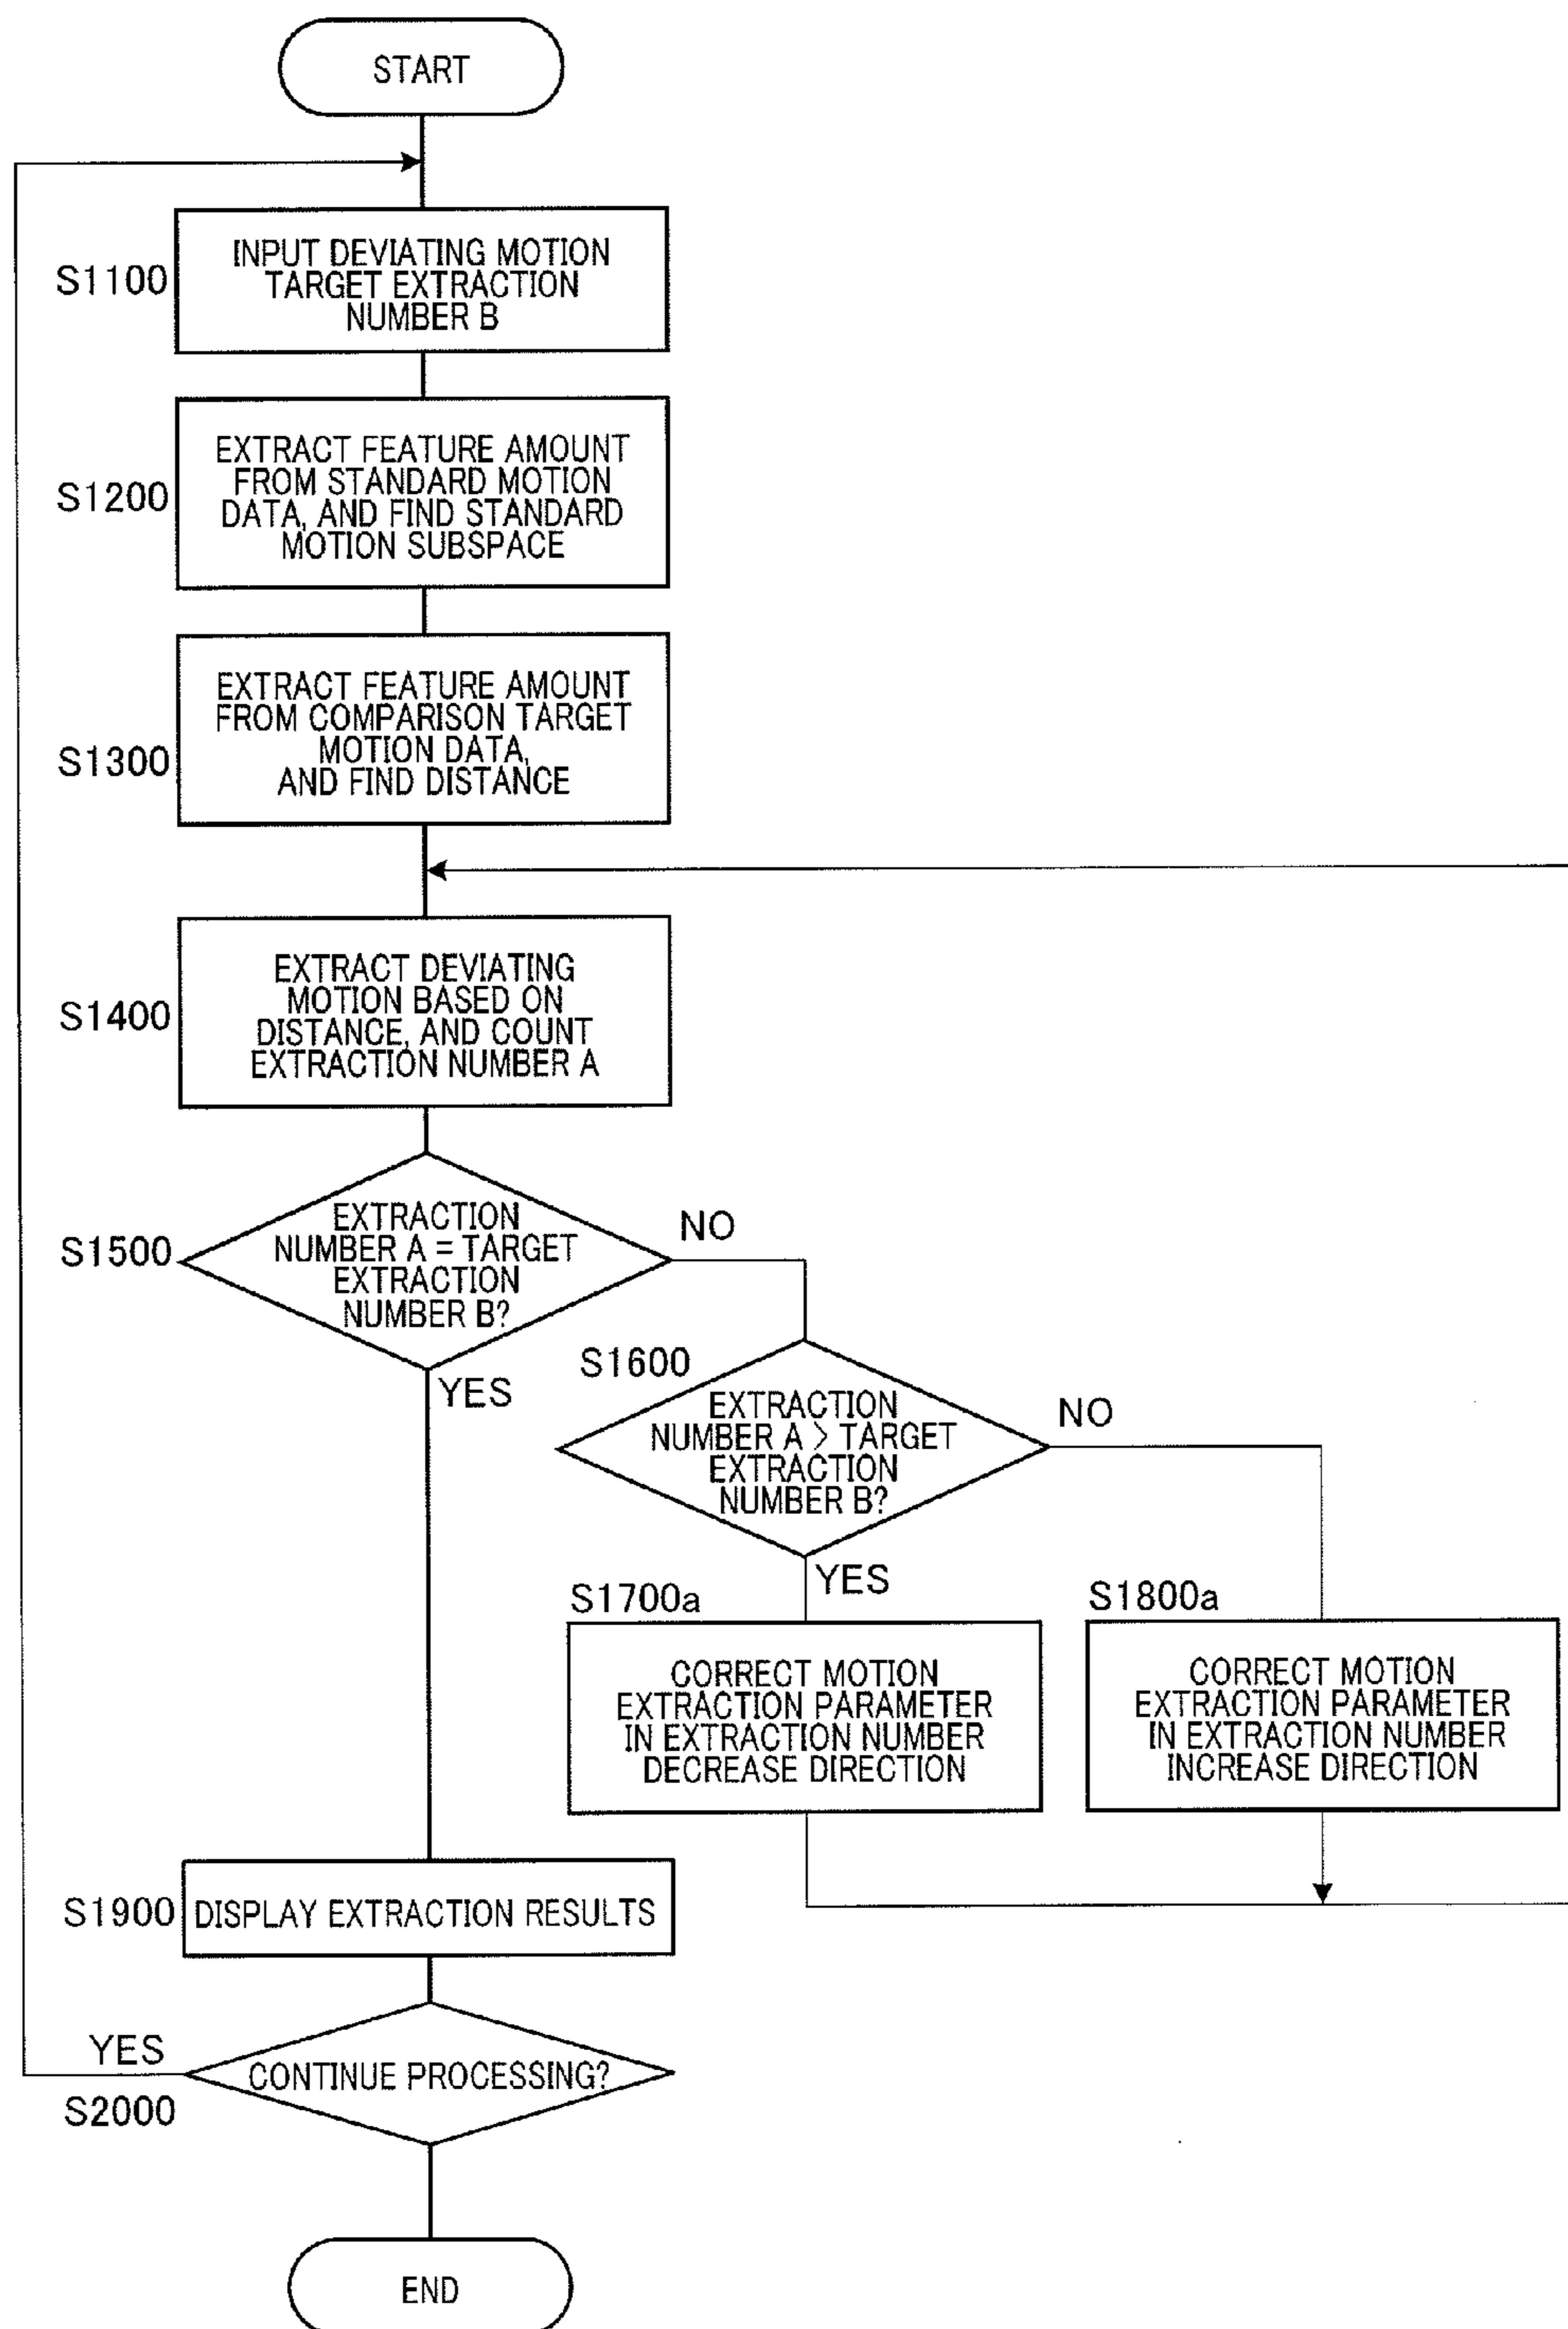 START
S1100
INPUT DEVIATING MOTION
TARGET EXTRACTION
NUMBER B
S1200
EXTRACT FEATURE AMOUNT
FROM STANDARD MOTION
DATA, AND FIND STANDARD
MOTION SUBSPACE
S1300
EXTRACT FEATURE AMOUNT
FROM COMPARISON TARGET
MOTION DATA,
AND FIND DISTANCE
S1400
EXTRACT DEVIATING
MOTION BASED ON
DISTANCE, AND COUNT
EXTRACTION NUMBER A
S1500
EXTRACTION
NUMBER A = TARGET
EXTRACTION
NUMBER B?
NO
YES
S1600
EXTRACTION
NUMBER A > TARGET
EXTRACTION
NUMBER B?
NO
YES
S1700a
CORRECT MOTION
EXTRACTION PARAMETER
IN EXTRACTION NUMBER
DECREASE DIRECTION
S1800a
CORRECT MOTION
EXTRACTION PARAMETER
IN EXTRACTION NUMBER
INCREASE DIRECTION
S1900
DISPLAY EXTRACTION RESULTS
YES
S2000
CONTINUE PROCESSING?
END